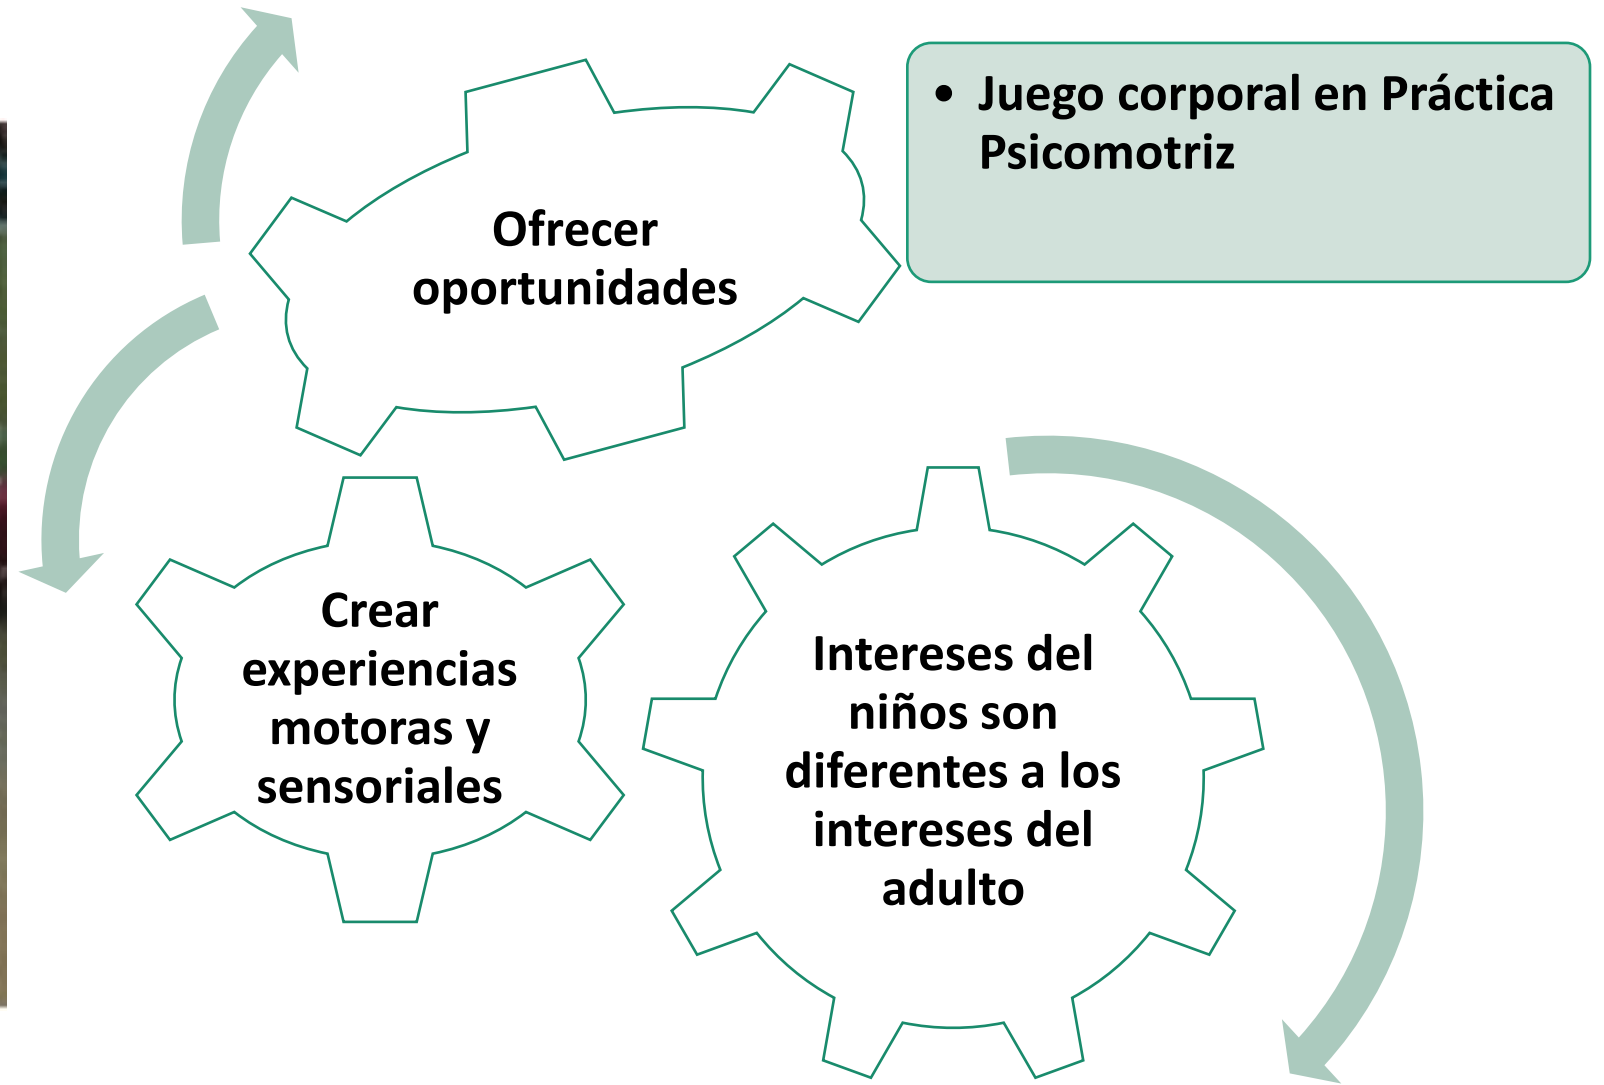 • Juego corporal en Práctica
Psicomotriz
Ofrecer
oportunidades
Crear
experiencias
motoras y
sensoriales
Intereses del
niños son
diferentes a los
intereses del
adulto